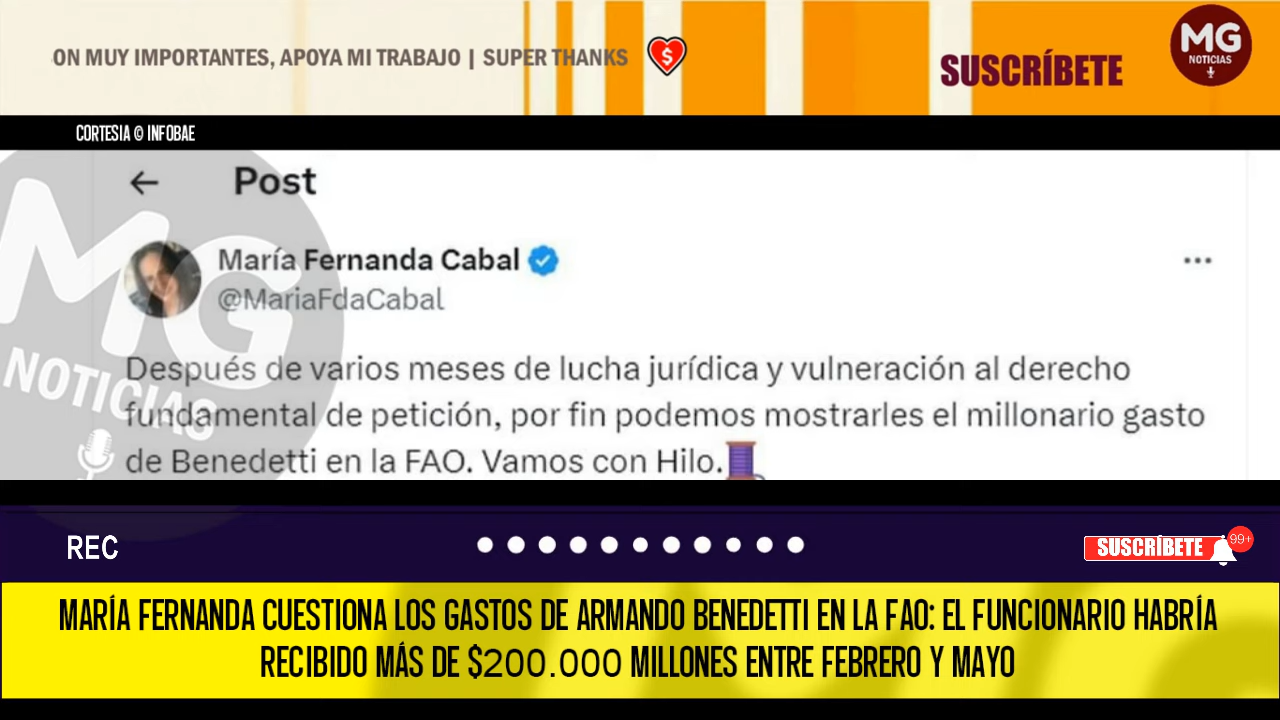 ON MUY IMPORTANTES, APOYA MI TRABAJO | SUPER THANKS
SUSCRÍBETE
MG
NOTICIAS
CORTESIA © INFOBAE
Post
María Fernanda Cabal
@MariaFdaCabal
Después de varios meses de lucha jurídica y vulneración al derecho
fundamental de petición, por fin podemos mostrarles el millonario gasto
de Benedetti en la FAO. Vamos con Hilo.
MG
NOTICIAS
REC
SUSCRÍBETE
99+
MARÍA FERNANDA CUESTIONA LOS GASTOS DE ARMANDO BENEDETTI EN LA FAO: EL FUNCIONARIO HABRÍA
RECIBIDO MÁS DE $200.000 MILLONES ENTRE FEBRERO Y MAYO